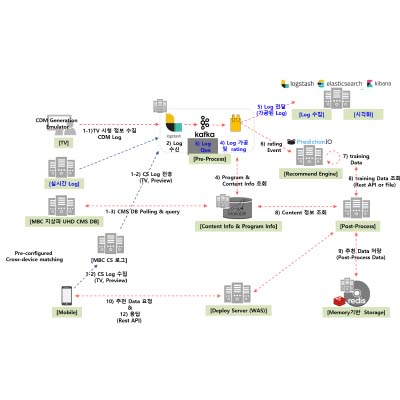 logstash
elasticsearch
kibana
CDM Generation
Emulator
[TV]
1-1)TV 시청 정보 수집
CDM Log
logstash
2) Log
수신
kafka
3) Log
Que
4) Log 가공
및 rating
[Pre-Process]
5) Log 전달
(가공된 Log)
[Log 수집]
[시각화]
6) rating
Event
PredictionIO
[Recommend Engine]
7) training
Data
[실시간 Log]
1-2) CS Log 전송
(TV, Preview)
4) Program &
Content Info 조회
8) training Data 조회
(Rest API or File)
1-3) CMS DB Polling & query
[MBC 지상파 UHD CMS DB]
[Content Info & Program Info]
8) Content 정보 조회
[Post-Process]
Pre-configured
Cross-device matching
[MBC CS 로그]
1-2) CS Log 수집
(TV, Preview)
9) 추천 Data 저장
(Post-Process Data)
[Mobile]
10) 추천 Data 요청
&
12) 응답
(Rest API)
[Deploy Server (WAS)]
redis
[Memory기반 Storage]